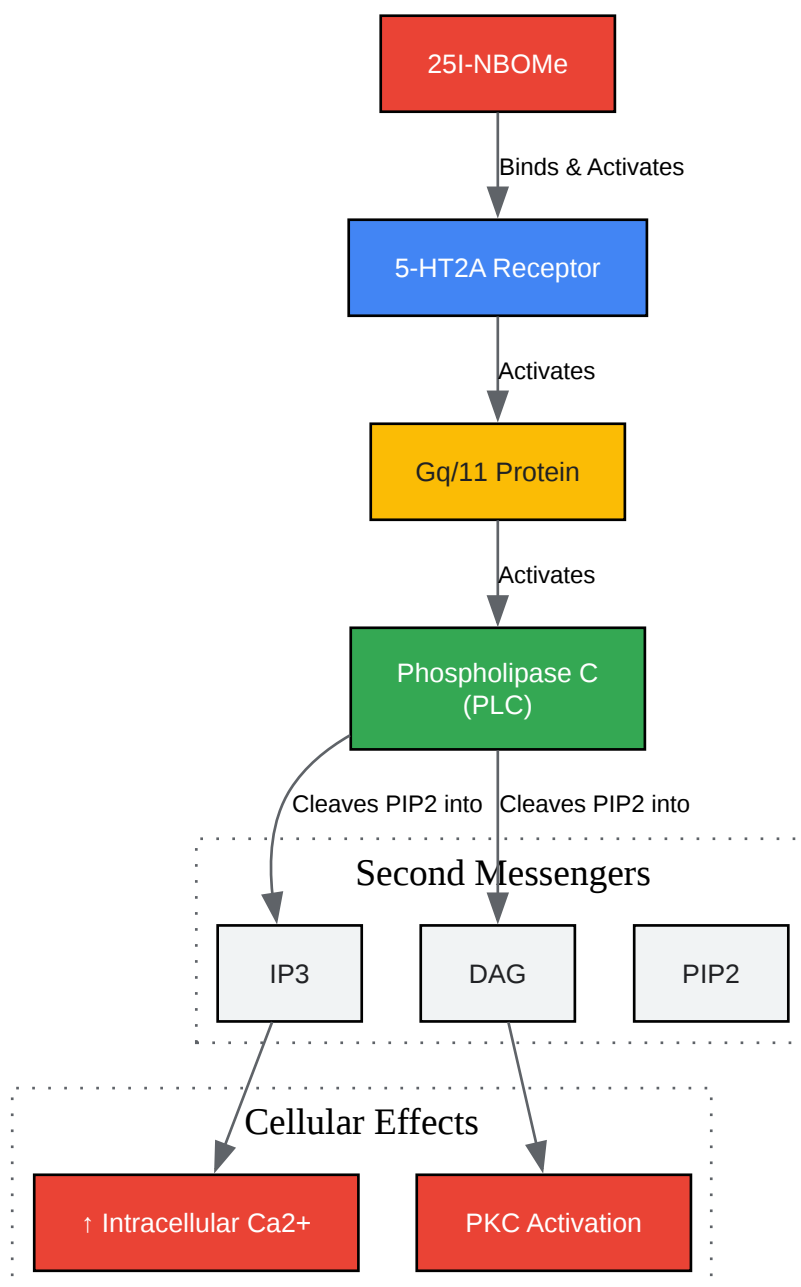 25I-NBOMe
Binds & Activates
5-HT2A Receptor
Activates
Gq/11 Protein
Activates
Phospholipase C
(PLC)
Cleaves PIP2 into
Cleaves PIP2 into
Second Messengers
IP3
DAG
PIP2
Cellular Effects
↑ Intracellular Ca2+
PKC Activation